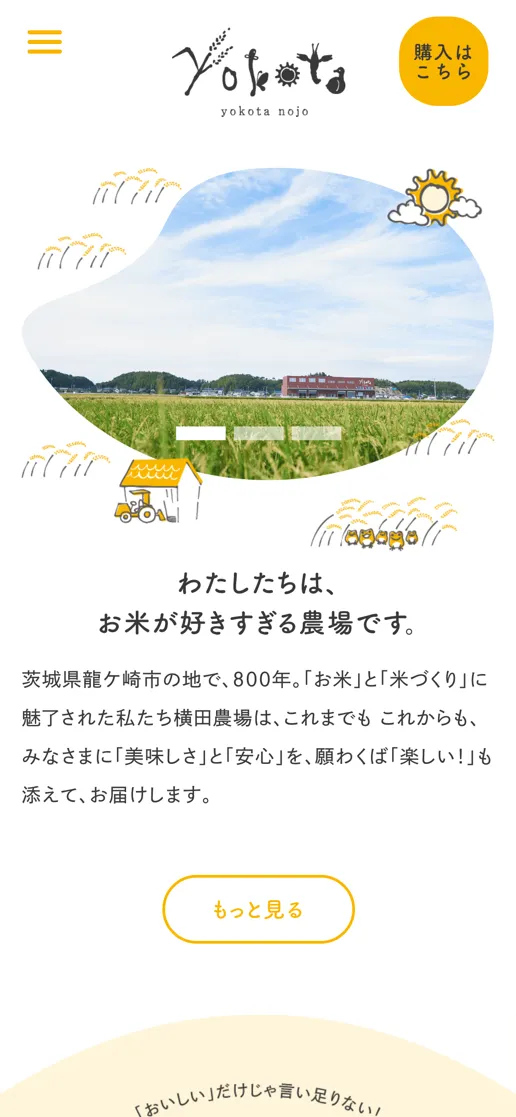 Yokota
yokota nojo
購入は
こちら
わたしたちは、
お米が好きすぎる農場です。
茨城県龍ケ崎市の地で、800年。「お米」と「米づくり」に
魅了された私たち横田農場は、これまでも これからも、
みなさまに「美味しさ」と「安心」を、願わくば「楽しい！」も
添えて、お届けします。
もっと見る
「おいしい」だけじゃ言い足りない！